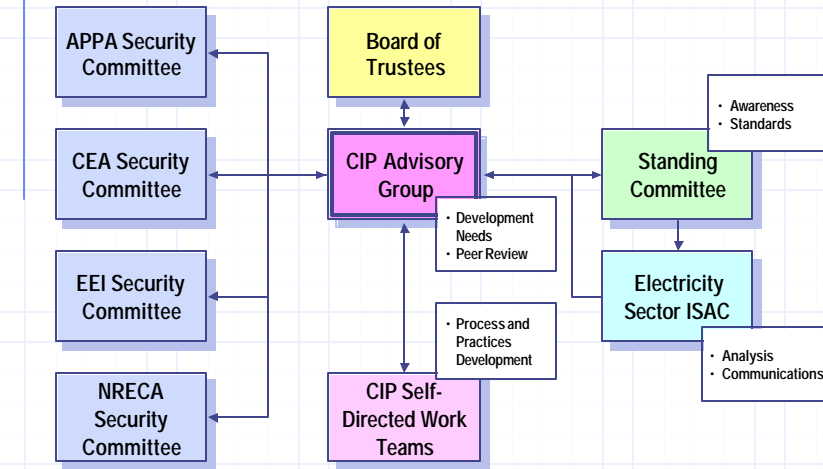 APPA Security
Committee
Board of
Trustees
• Awareness
• Standards
CEA Security
Committee
CIP Advisory
Group
Standing
Committee
• Development
Needs
• Peer Review
EEI Security
Committee
Electricity
Sector ISAC
• Process and
Practices
Development
• Analysis
• Communications
NRECA
Security
Committee
CIP Self-
Directed Work
Teams